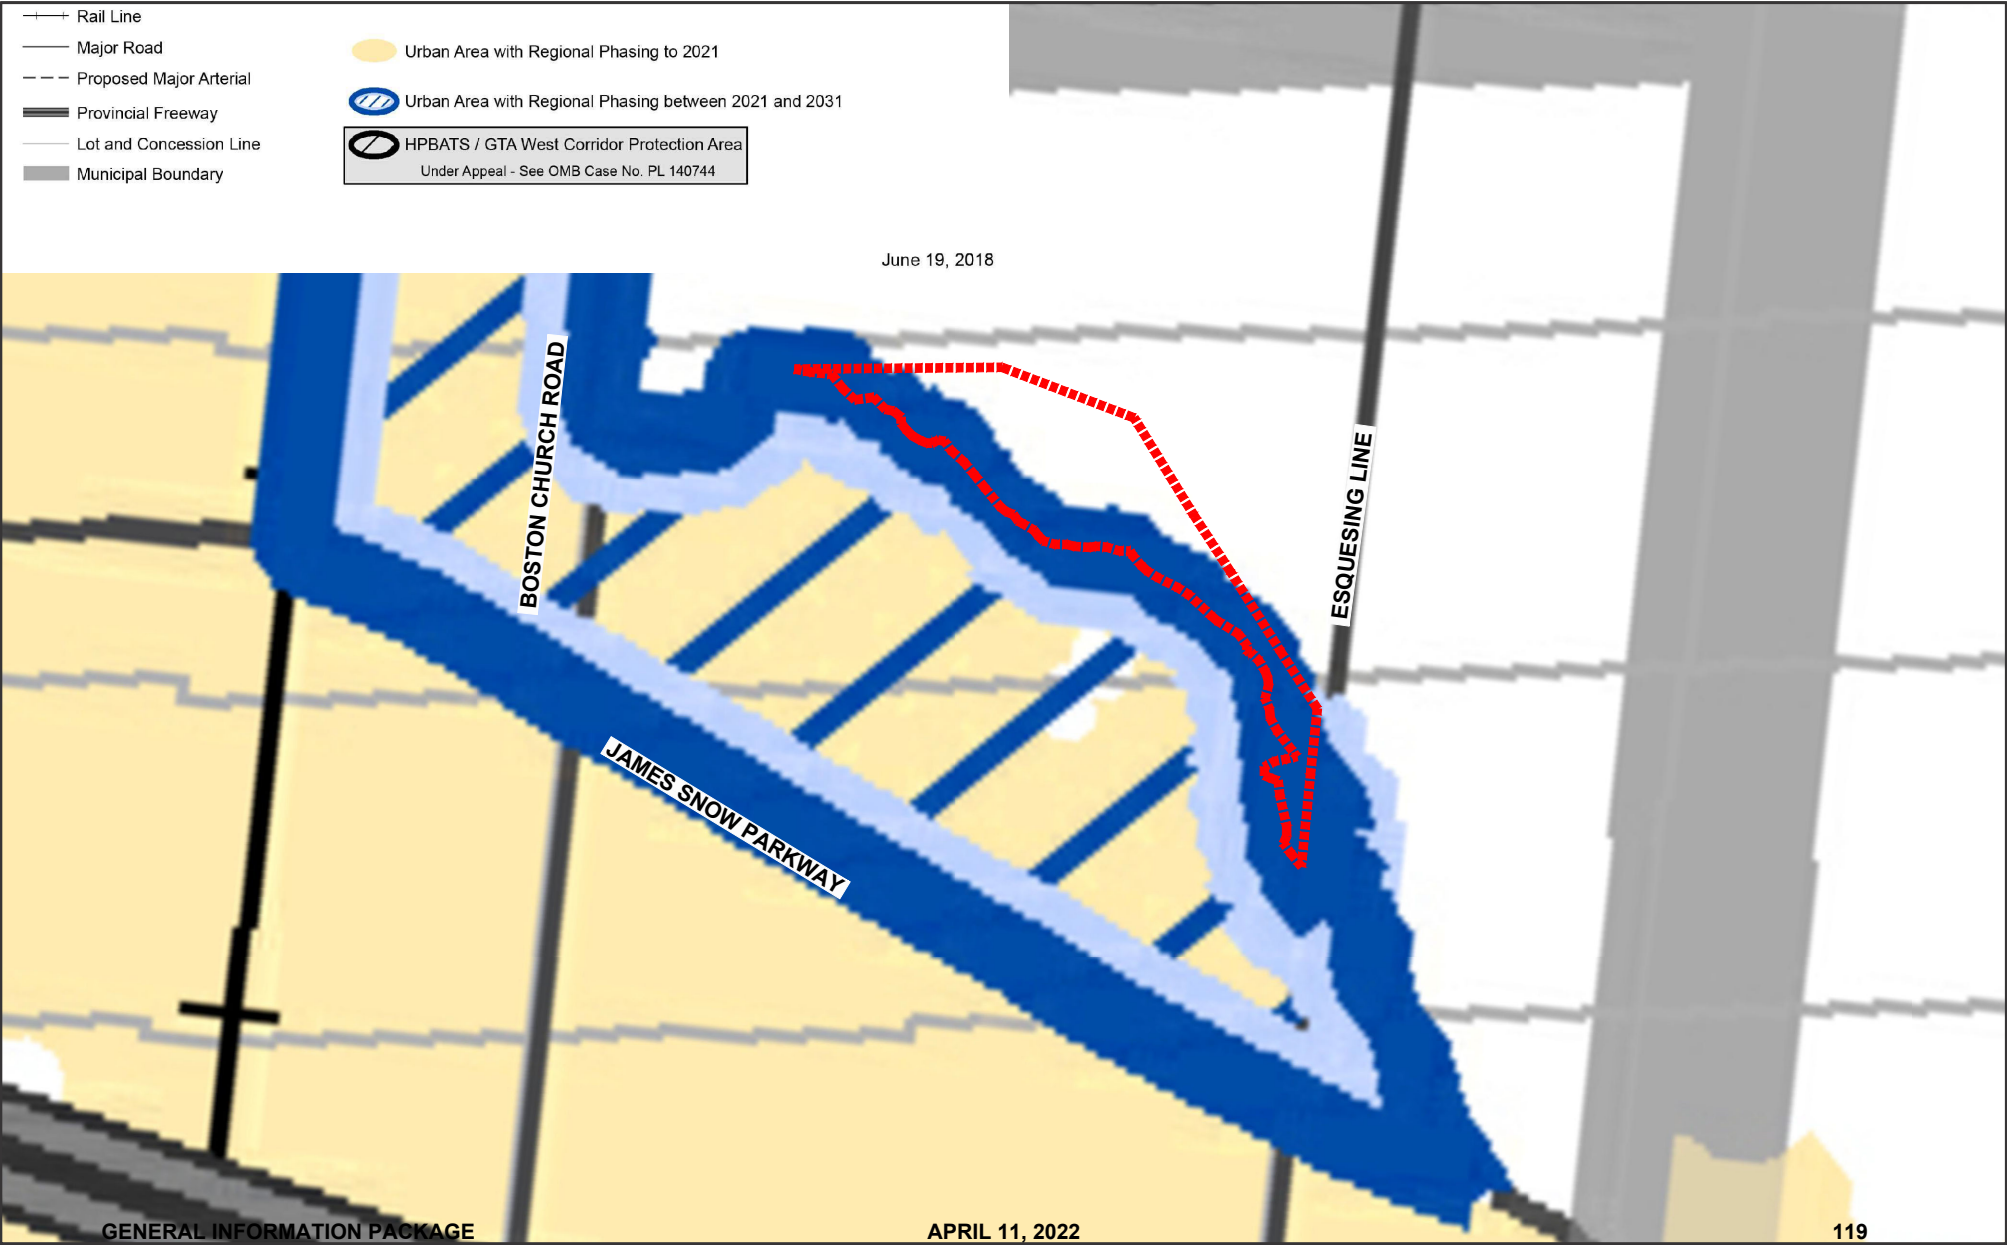 Rail Line
Major Road
Proposed Major Arterial
Provincial Freeway
Lot and Concession Line
Municipal Boundary
Urban Area with Regional Phasing to 2021
Urban Area with Regional Phasing between 2021 and 2031
HPBATS / GTA West Corridor Protection Area
Under Appeal - See OMB Case No. PL 140744
June 19, 2018
BOSTON CHURCH ROAD
ESQUESING LINE
JAMES SNOW PARKWAY
GENERAL INFORMATION PACKAGE
APRIL 11, 2022
119